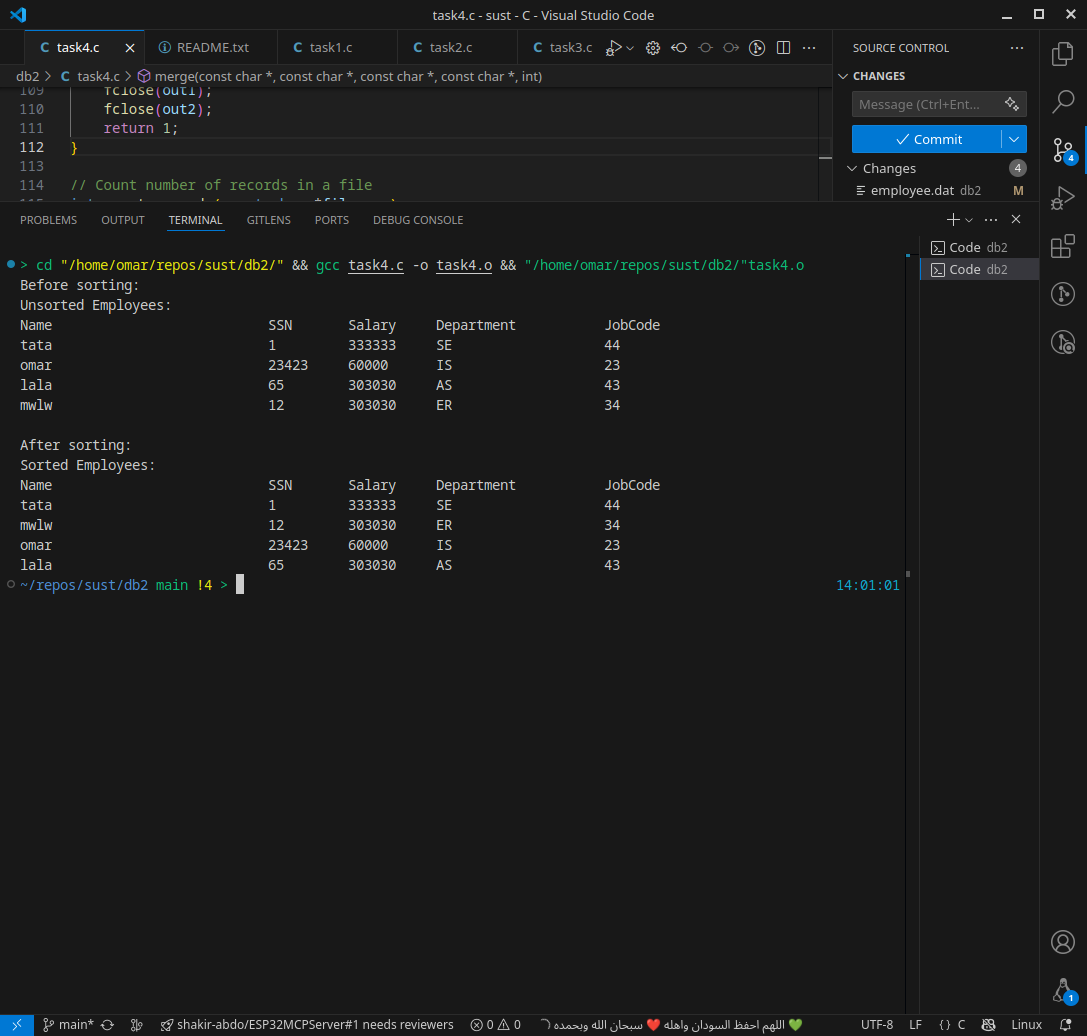 task4.c - sust - C - Visual Studio Code
C task4.c README.txt C task1.c C task2.c C task3.c
SOURCE CONTROL
db2 > C task4.c > merge(const char *, const char *, const char *, const char *, int)
CHANGES
109 fclose(out1);
110 fclose(out2);
111 return 1;
112 }
113
114 // Count number of records in a file
Message (Ctrl+Ent...
Commit
Changes 4
employee.dat db2 M
4
PROBLEMS OUTPUT TERMINAL GITLENS PORTS DEBUG CONSOLE
Code db2
Code db2
> cd "/home/omar/repos/sust/db2/" && gcc task4.c -o task4.o && "/home/omar/repos/sust/db2/"task4.o
Before sorting:
Unsorted Employees:
Name SSN Salary Department JobCode
tata 1 333333 SE 44
omar 23423 60000 IS 23
lala 65 303030 AS 43
mwlw 12 303030 ER 34
After sorting:
Sorted Employees:
Name SSN Salary Department JobCode
tata 1 333333 SE 44
mwlw 12 303030 ER 34
omar 23423 60000 IS 23
lala 65 303030 AS 43
~/repos/sust/db2 main !4 > 14:01:01
1
main* shakir-abdo/ESP32MCPServer#1 needs reviewers 0 0 اللهم احفظ السودان واهله ❤️ سبحان الله وبحمده 💚 UTF-8 LF { } C Linux